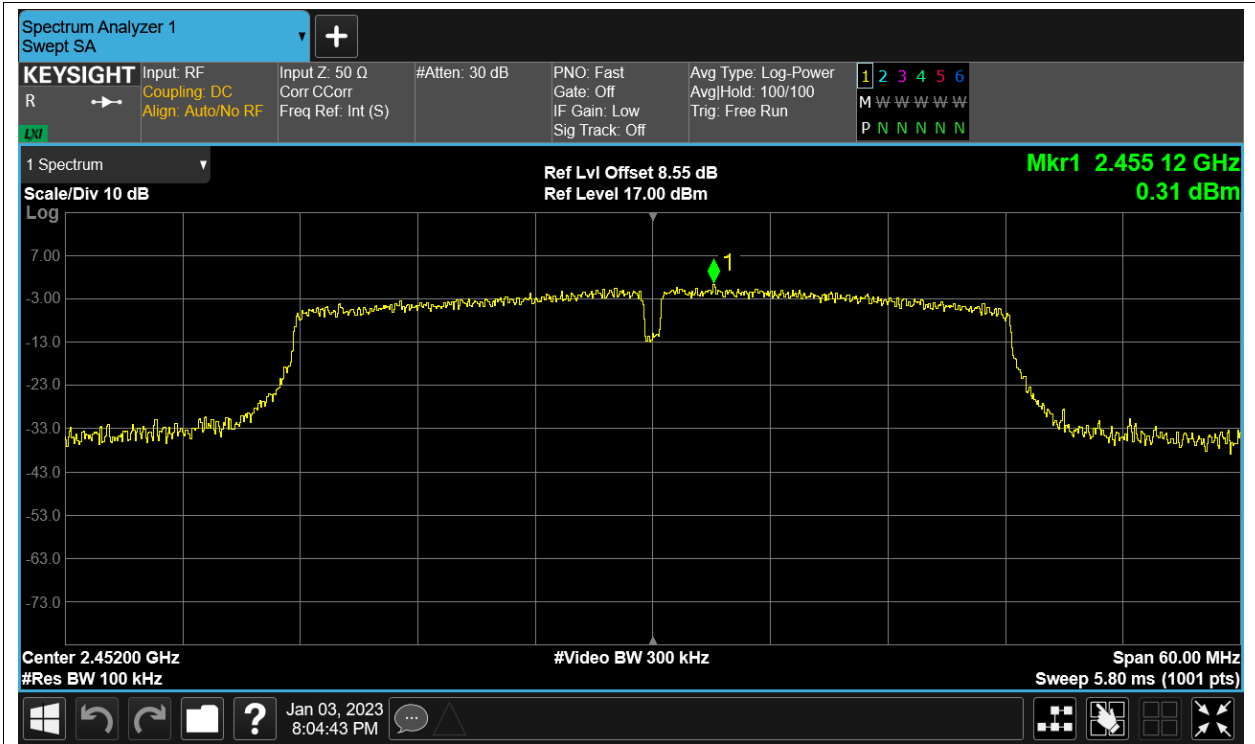 Spectrum Analyzer 1
Swept SA
+
KEYSIGHT
R
LXI
Input: RF
Coupling: DC
Align: Auto/No RF
Input Z: 50 Ω
Corr CCorr
Freq Ref: Int (S)
#Atten: 30 dB
PNO: Fast
Gate: Off
IF Gain: Low
Sig Track: Off
Avg Type: Log-Power
Avg|Hold: 100/100
Trig: Free Run
1 2 3 4 5 6
M W W W W W
P N N N N N
1 Spectrum
Scale/Div 10 dB
Log
Ref Lvl Offset 8.55 dB
Ref Level 17.00 dBm
Mkr1 2.455 12 GHz
0.31 dBm
1
7.00
-3.00
-13.0
-23.0
-33.0
-43.0
-53.0
-63.0
-73.0
Center 2.45200 GHz
#Res BW 100 kHz
#Video BW 300 kHz
Span 60.00 MHz
Sweep 5.80 ms (1001 pts)
?
Jan 03, 2023
8:04:43 PM